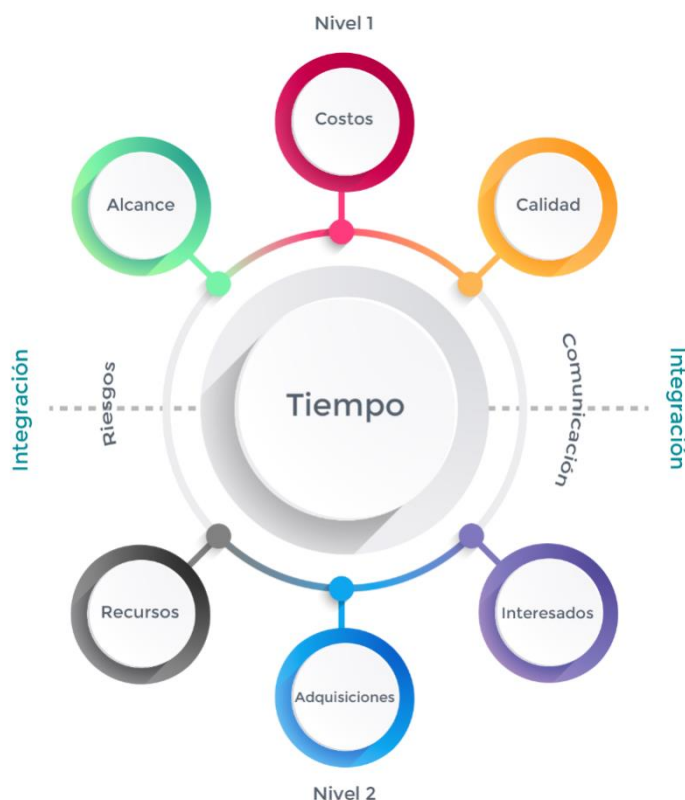 Nivel 1
Costos
Alcance
Calidad
Integración
Riesgos
Tiempo
Comunicación
Integración
Recursos
Interesados
Adquisiciones
Nivel 2